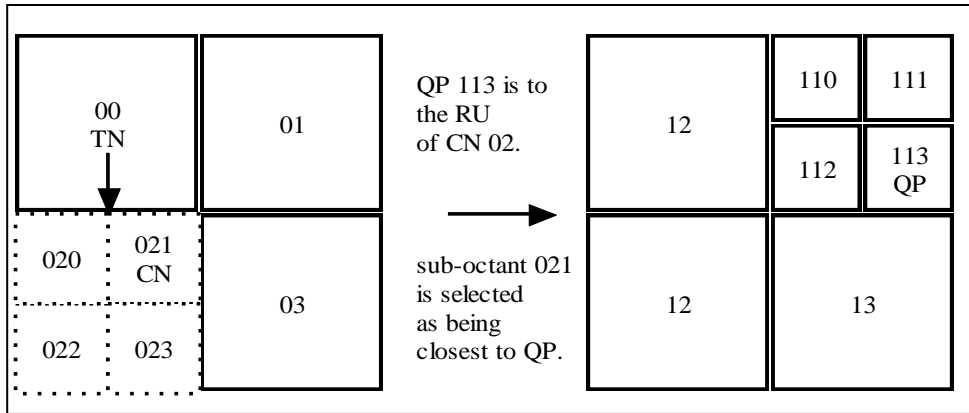 00
TN
01
020
021
CN
022
023
03
QP 113 is to
the RU
of CN 02.
sub-octant 021
is selected
as being
closest to QP.
12
110
111
112
113
QP
12
13